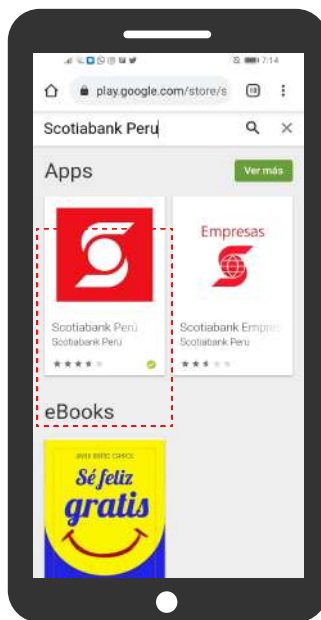 7:14
play.google.com/store/s
Scotiabank Peru
Apps
Ver más
Empresas
Scotiabank Perú
Scotiabank Perú
Scotiabank Empre
Scotiabank Perú
eBooks
Sé feliz
gratis